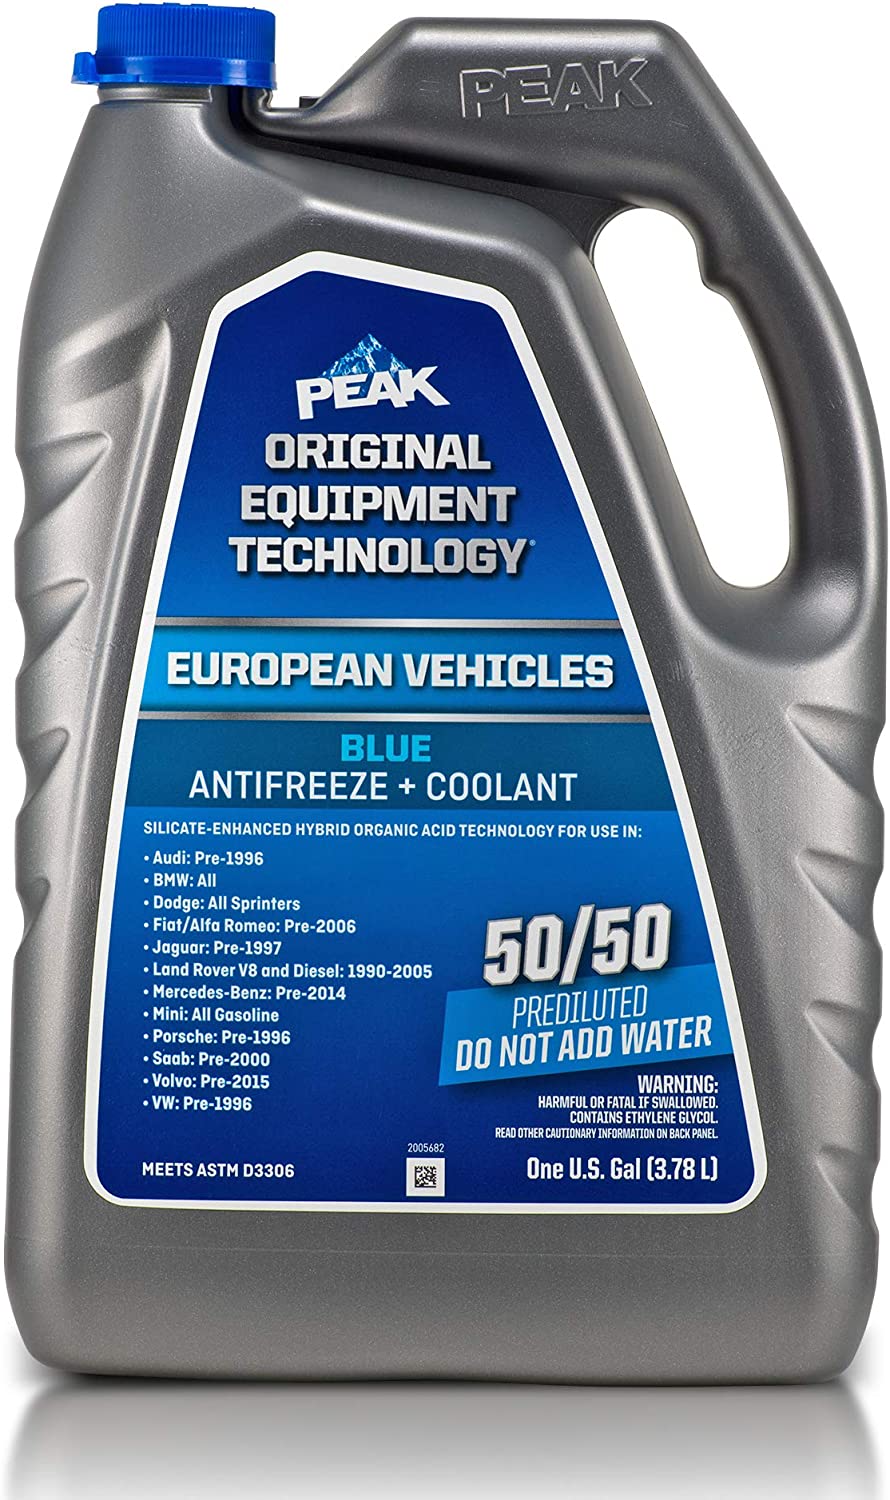 PEAK
PEAK
ORIGINAL
EQUIPMENT
TECHNOLOGY®
EUROPEAN VEHICLES
BLUE
ANTIFREEZE + COOLANT
SILICATE-ENHANCED HYBRID ORGANIC ACID TECHNOLOGY FOR USE IN:
• Audi: Pre-1996
• BMW: All
• Dodge: All Sprinters
• Fiat/Alfa Romeo: Pre-2006
• Jaguar: Pre-1997
• Land Rover V8 and Diesel: 1990-2005
• Mercedes-Benz: Pre-2014
• Mini: All Gasoline
• Porsche: Pre-1996
• Saab: Pre-2000
• Volvo: Pre-2015
• VW: Pre-1996
50/50
PREDILUTED
DO NOT ADD WATER
WARNING:
HARMFUL OR FATAL IF SWALLOWED.
CONTAINS ETHYLENE GLYCOL.
READ OTHER CAUTIONARY INFORMATION ON BACK PANEL.
MEETS ASTM D3306
2005682
One U.S. Gal (3.78 L)